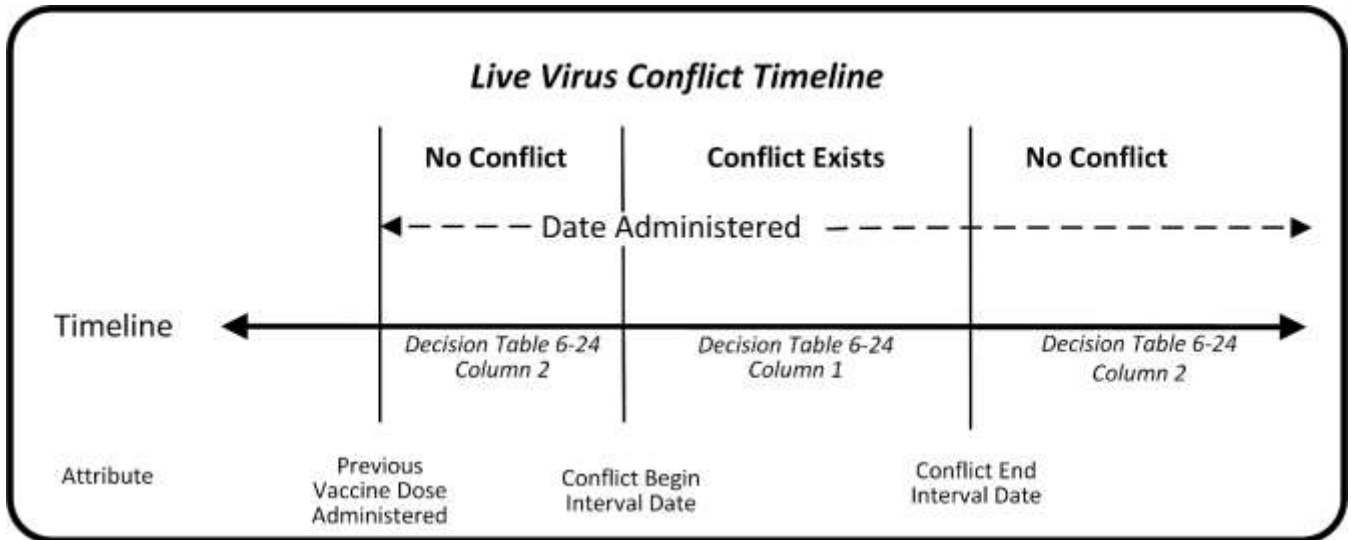 Live Virus Conflict Timeline
No Conflict
Conflict Exists
No Conflict
Date Administered
Timeline
Decision Table 6-24
Column 2
Decision Table 6-24
Column 1
Decision Table 6-24
Column 2
Attribute
Previous
Vaccine Dose
Administered
Conflict Begin
Interval Date
Conflict End
Interval Date